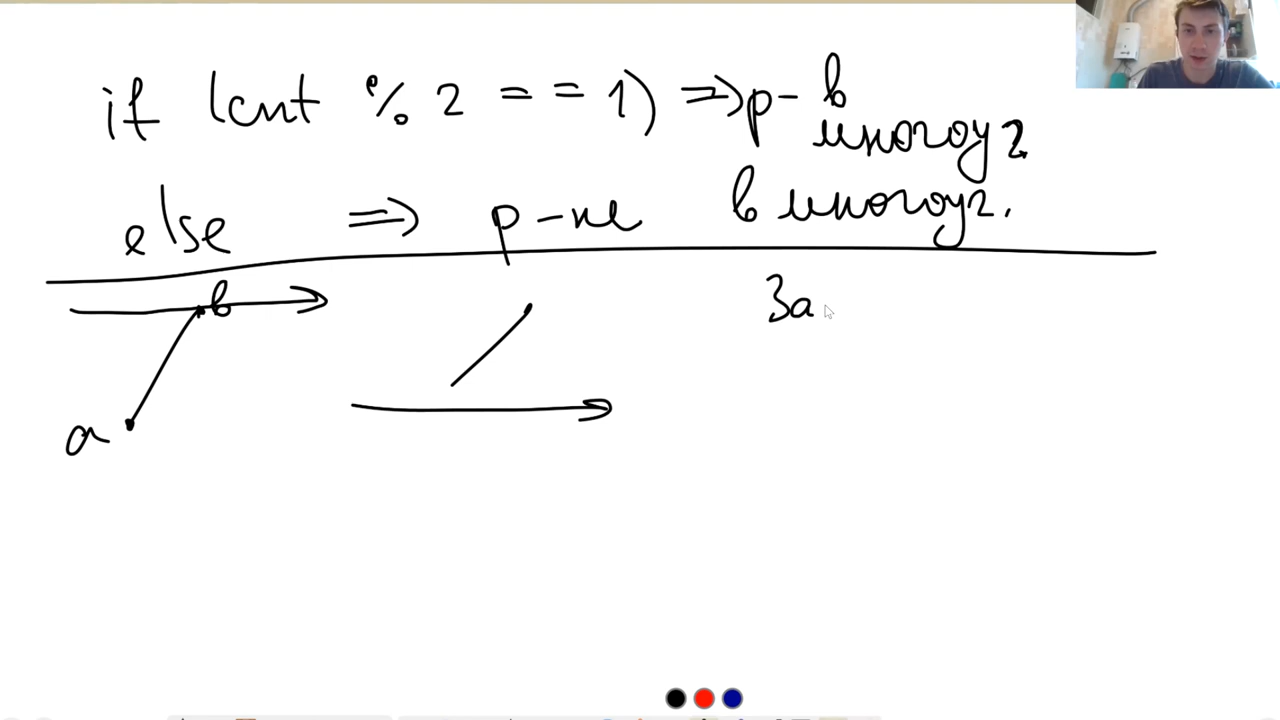 if (cnt % 2 == 1) => p - в
многоуг.
else => p - не в многоуг.
b
За
a